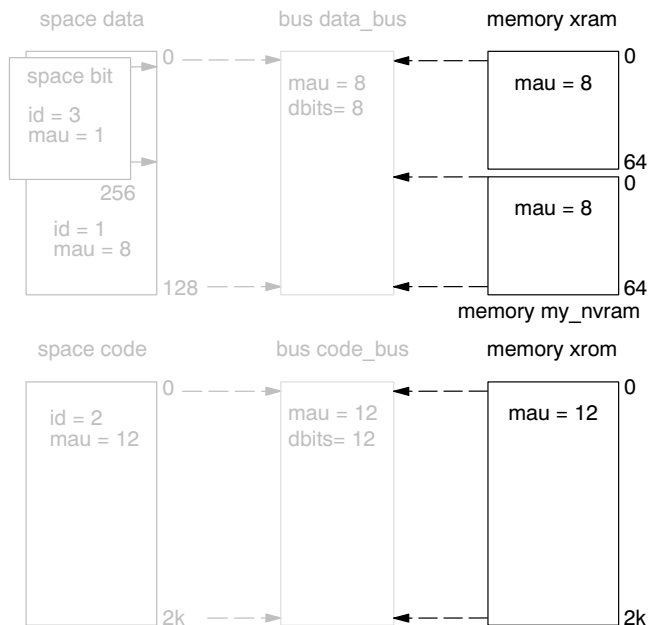 space data bus data_bus memory xram
0 0
space bit
mau = 8 mau = 8
dbits= 8
id = 3
mau = 1
64
0
256
mau = 8
id = 1
mau = 8
128 64
memory my_nvram
space code bus code_bus memory xrom
0 0
id = 2 mau = 12 mau = 12
mau = 12 dbits= 12
2k 2k